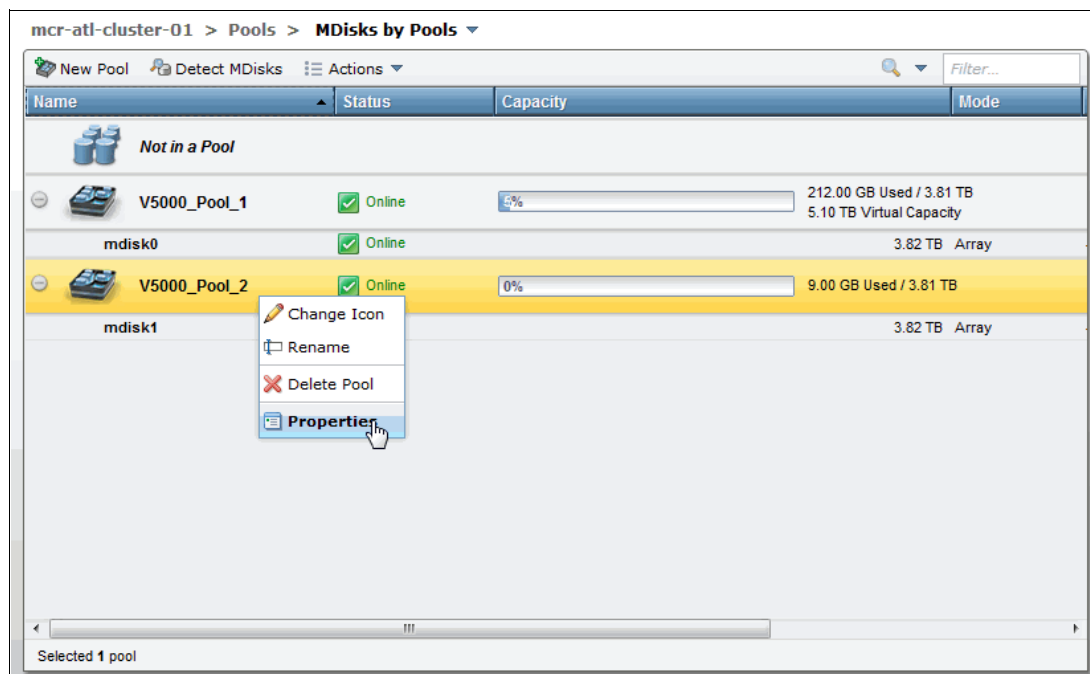 mcr-atl-cluster-01 > Pools > MDisks by Pools
New Pool Detect MDisks Actions Filter...
Name Status Capacity Mode
Not in a Pool
V5000_Pool_1 Online 5% 212.00 GB Used / 3.81 TB
5.10 TB Virtual Capacity
mdisk0 Online 3.82 TB Array
V5000_Pool_2 Online 0% 9.00 GB Used / 3.81 TB
Change Icon
mdisk1 3.82 TB Array
Rename
Delete Pool
Properties
Selected 1 pool